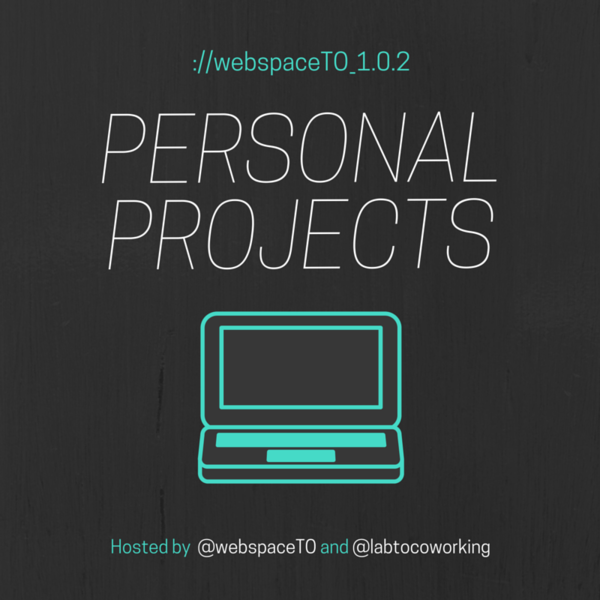 ://webspaceTO_1.0.2
PERSONAL
PROJECTS
Hosted by @webspaceTO and @labtocoworking